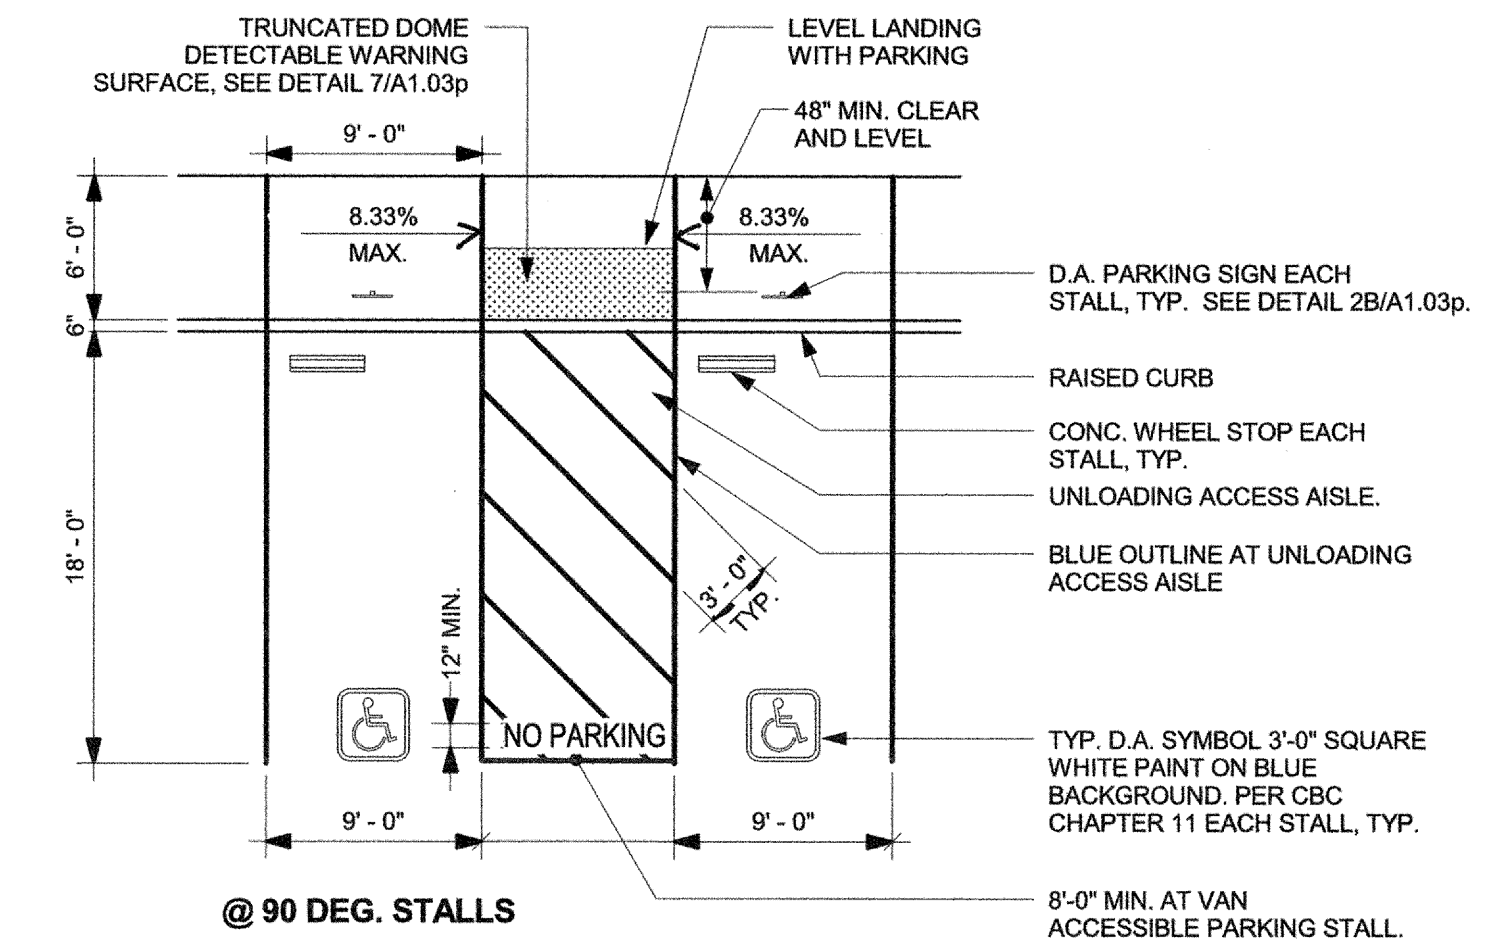 TRUNCATED DOME
DETECTABLE WARNING
SURFACE, SEE DETAIL 7/A1.03p
LEVEL LANDING
WITH PARKING
48" MIN. CLEAR
AND LEVEL
9' - 0"
8.33%
MAX.
8.33%
MAX.
6' - 0"
6"
18' - 0"
D.A. PARKING SIGN EACH
STALL, TYP. SEE DETAIL 2B/A1.03p.
RAISED CURB
CONC. WHEEL STOP EACH
STALL, TYP.
UNLOADING ACCESS AISLE.
BLUE OUTLINE AT UNLOADING
ACCESS AISLE
3' - 0"
TYP.
12" MIN.
NO PARKING
TYP. D.A. SYMBOL 3'-0" SQUARE
WHITE PAINT ON BLUE
BACKGROUND. PER CBC
CHAPTER 11 EACH STALL, TYP.
9' - 0"
9' - 0"
8'-0" MIN. AT VAN
ACCESSIBLE PARKING STALL.
@ 90 DEG. STALLS